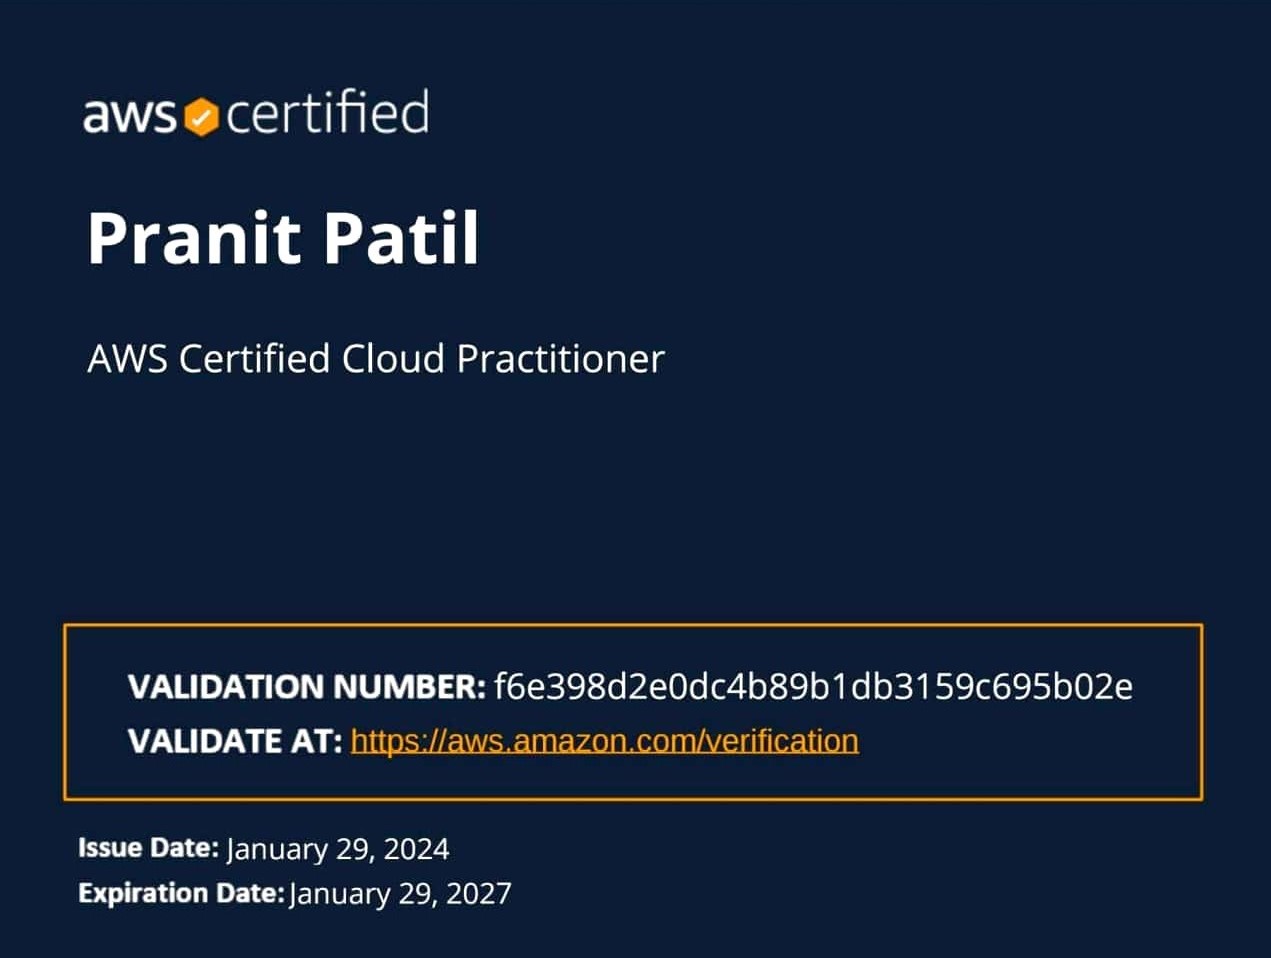 aws certified
Pranit Patil
AWS Certified Cloud Practitioner
VALIDATION NUMBER: f6e398d2e0dc4b89b1db3159c695b02e
VALIDATE AT: https://aws.amazon.com/verification
Issue Date: January 29, 2024
Expiration Date: January 29, 2027